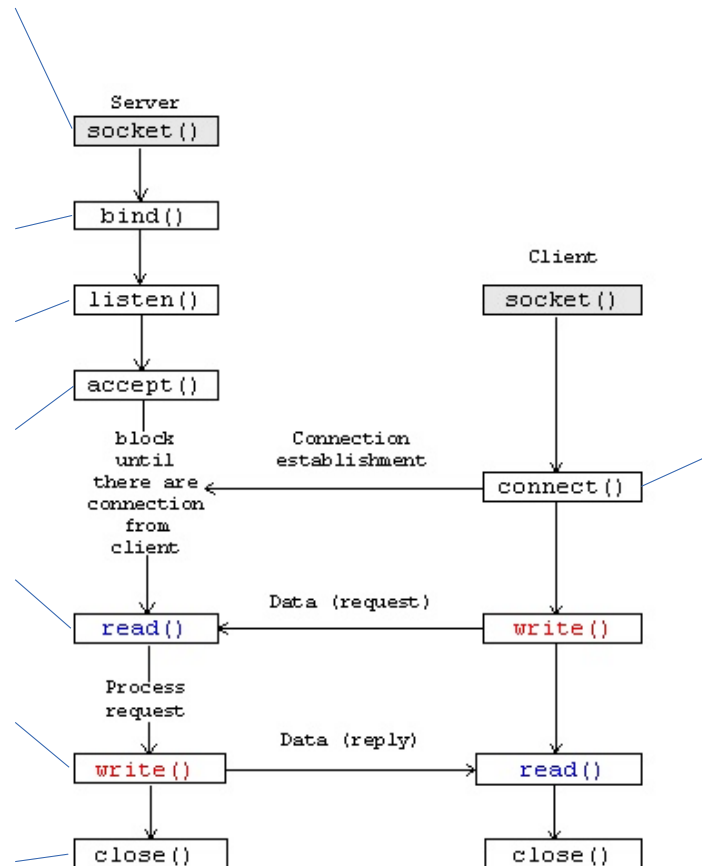 Server
socket()
bind()
Client
listen()
socket()
accept()
block
until
there are
connection
from
client
Connection
establishment
connect()
Data (request)
read()
write()
Process
request
Data (reply)
write()
read()
close()
close()